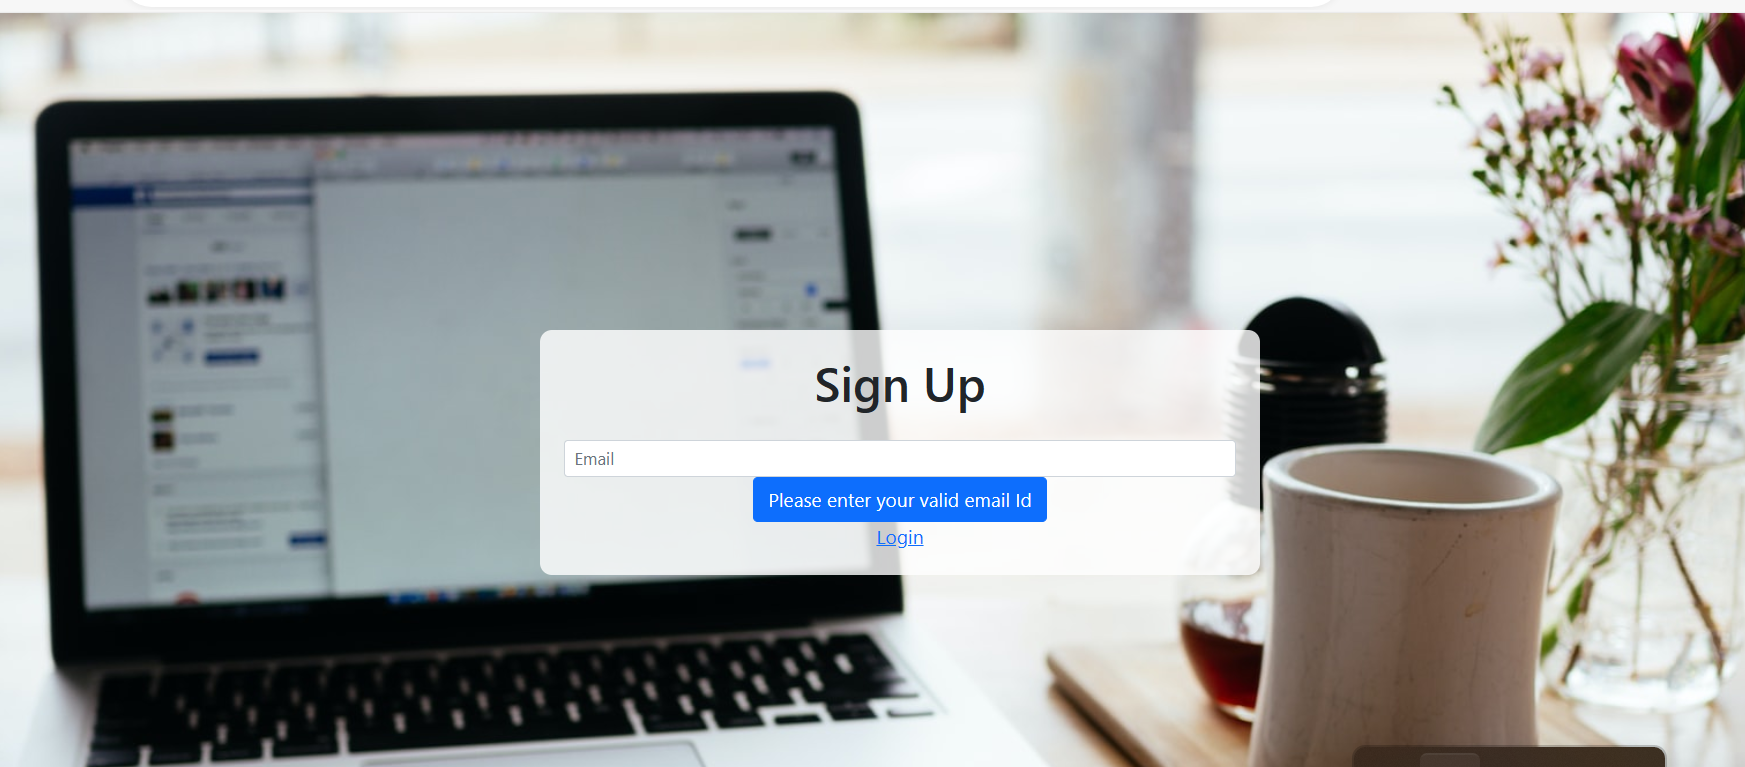 Sign Up
Email
Please enter your valid email Id
Login